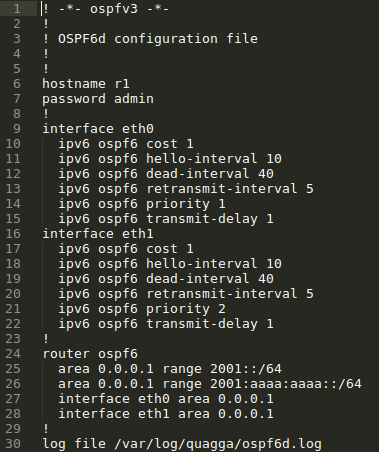 1 ! -*- ospfv3 -*-
2 !
3 ! OSPF6d configuration file
4 !
5 !
6 hostname r1
7 password admin
8 !
9 interface eth0
10 ipv6 ospf6 cost 1
11 ipv6 ospf6 hello-interval 10
12 ipv6 ospf6 dead-interval 40
13 ipv6 ospf6 retransmit-interval 5
14 ipv6 ospf6 priority 1
15 ipv6 ospf6 transmit-delay 1
16 interface eth1
17 ipv6 ospf6 cost 1
18 ipv6 ospf6 hello-interval 10
19 ipv6 ospf6 dead-interval 40
20 ipv6 ospf6 retransmit-interval 5
21 ipv6 ospf6 priority 2
22 ipv6 ospf6 transmit-delay 1
23 !
24 router ospf6
25 area 0.0.0.1 range 2001::/64
26 area 0.0.0.1 range 2001:aaaa:aaaa::/64
27 interface eth0 area 0.0.0.1
28 interface eth1 area 0.0.0.1
29 !
30 log file /var/log/quagga/ospf6d.log